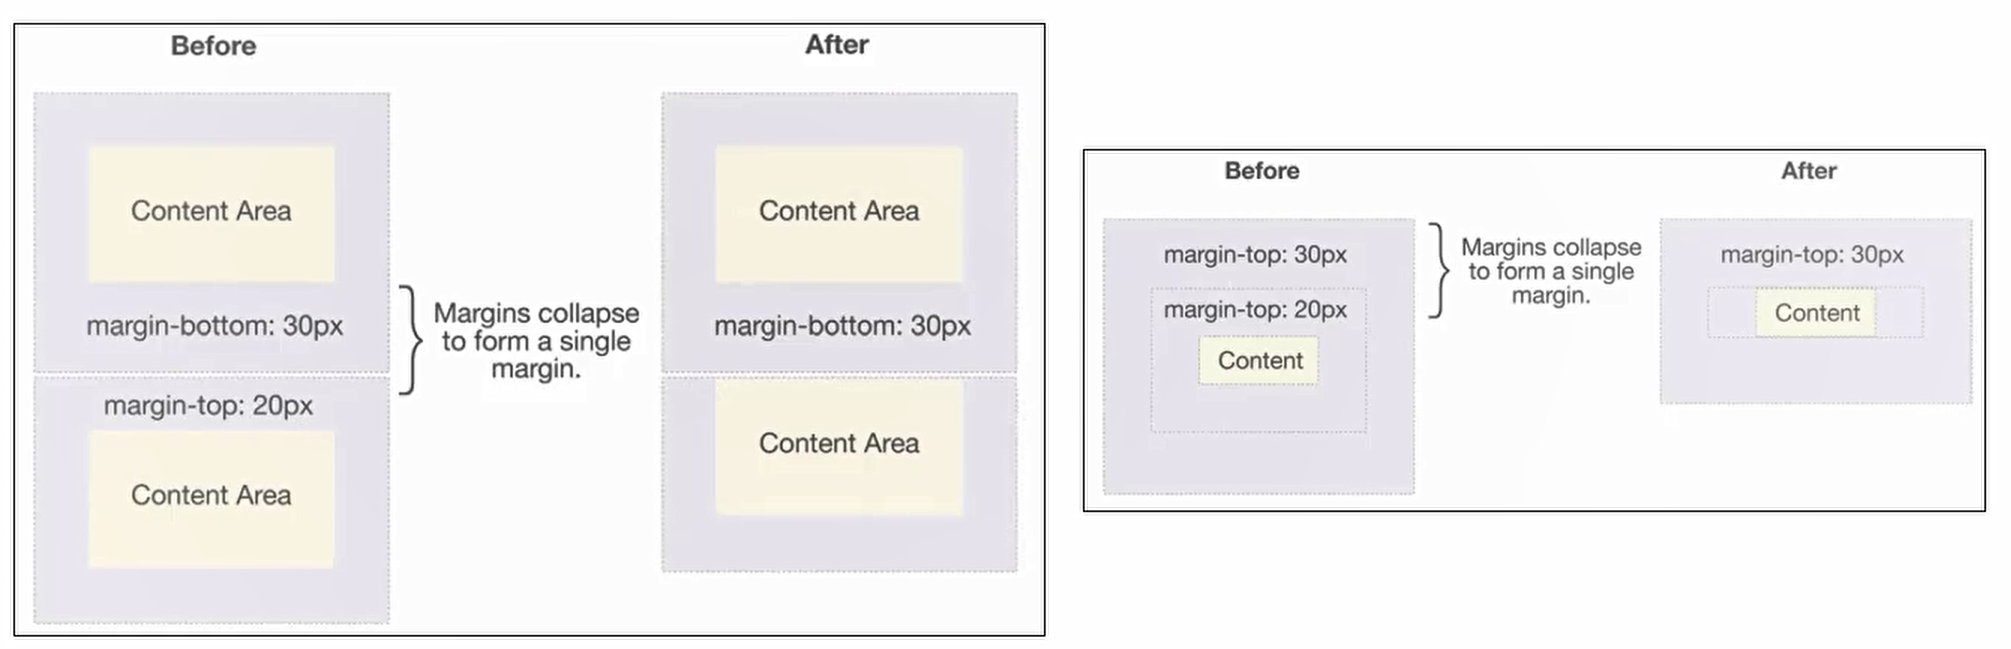 Before
After
Content Area
margin-bottom: 30px
margin-top: 20px
Content Area
Margins collapse
to form a single
margin.
Content Area
margin-bottom: 30px
Content Area
Before
After
margin-top: 30px
margin-top: 20px
Content
Margins collapse
to form a single
margin.
margin-top: 30px
Content